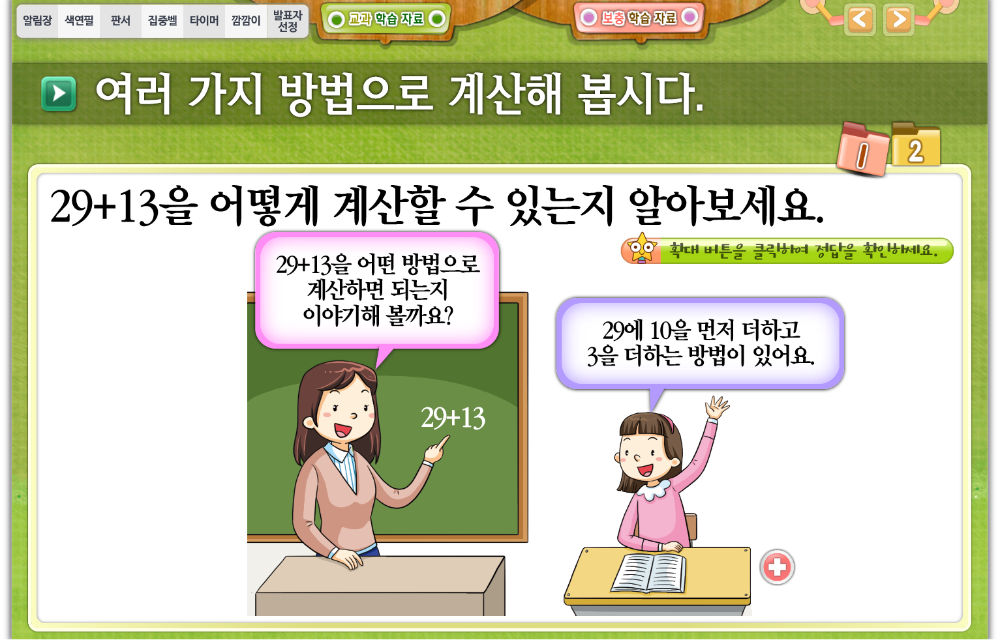 알림장 색연필 판서 집중벨 타이머 깜깜이 발표자 선정
교과 학습 자료
보충 학습 자료
여러 가지 방법으로 계산해 봅시다.
1 2
29+13을 어떻게 계산할 수 있는지 알아보세요.
확대 버튼을 클릭하여 정답을 확인하세요.
29+13을 어떤 방법으로
계산하면 되는지
이야기해 볼까요?
29에 10을 먼저 더하고
3을 더하는 방법이 있어요.
29+13